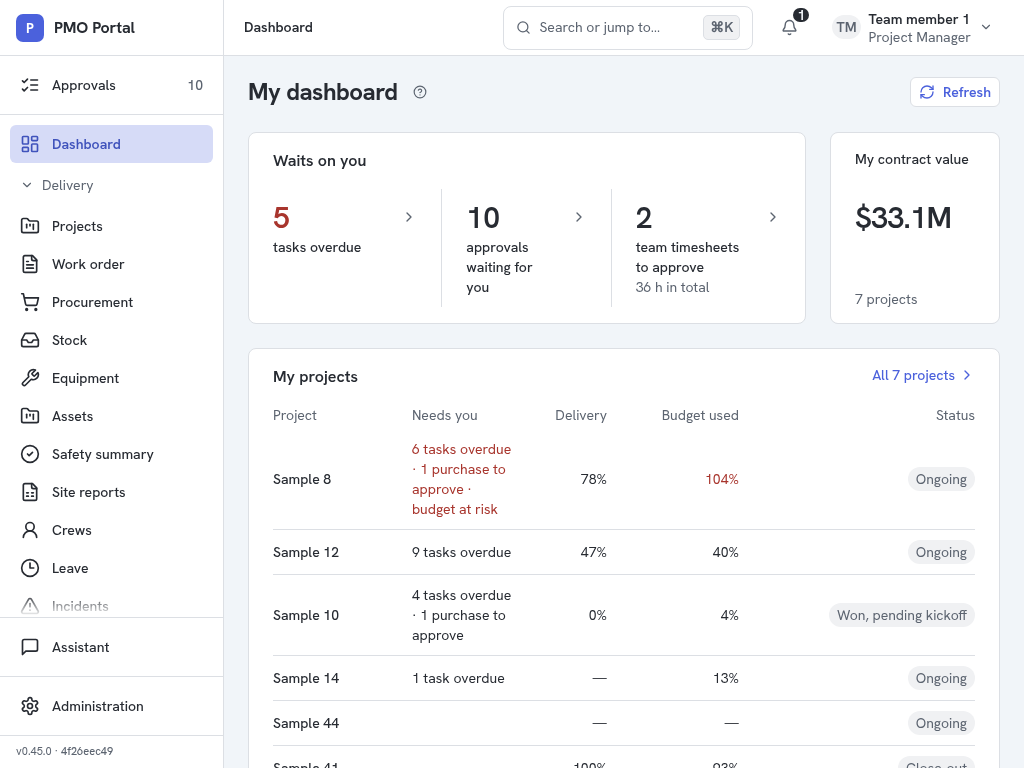 P PMO Portal
Dashboard
Search or jump to...
⌘K
1
TM
Team member 1
Project Manager
Approvals 10
Dashboard
Delivery
Projects
Work order
Procurement
Stock
Equipment
Assets
Safety summary
Site reports
Crews
Leave
Incidents
Assistant
Administration
v0.45.0 · 4f26eec49
My dashboard
Refresh
Waits on you
5
tasks overdue
10
approvals
waiting for
you
2
team timesheets
to approve
36 h in total
My contract value
$33.1M
7 projects
My projects
All 7 projects
Project Needs you Delivery Budget used Status
Sample 8
6 tasks overdue
· 1 purchase to
approve ·
budget at risk
78% 104% Ongoing
Sample 12 9 tasks overdue 47% 40% Ongoing
Sample 10
4 tasks overdue
· 1 purchase to
approve
0% 4% Won, pending kickoff
Sample 14 1 task overdue — 13% Ongoing
Sample 44 — — Ongoing
Sample 41 100% 93% Close-out